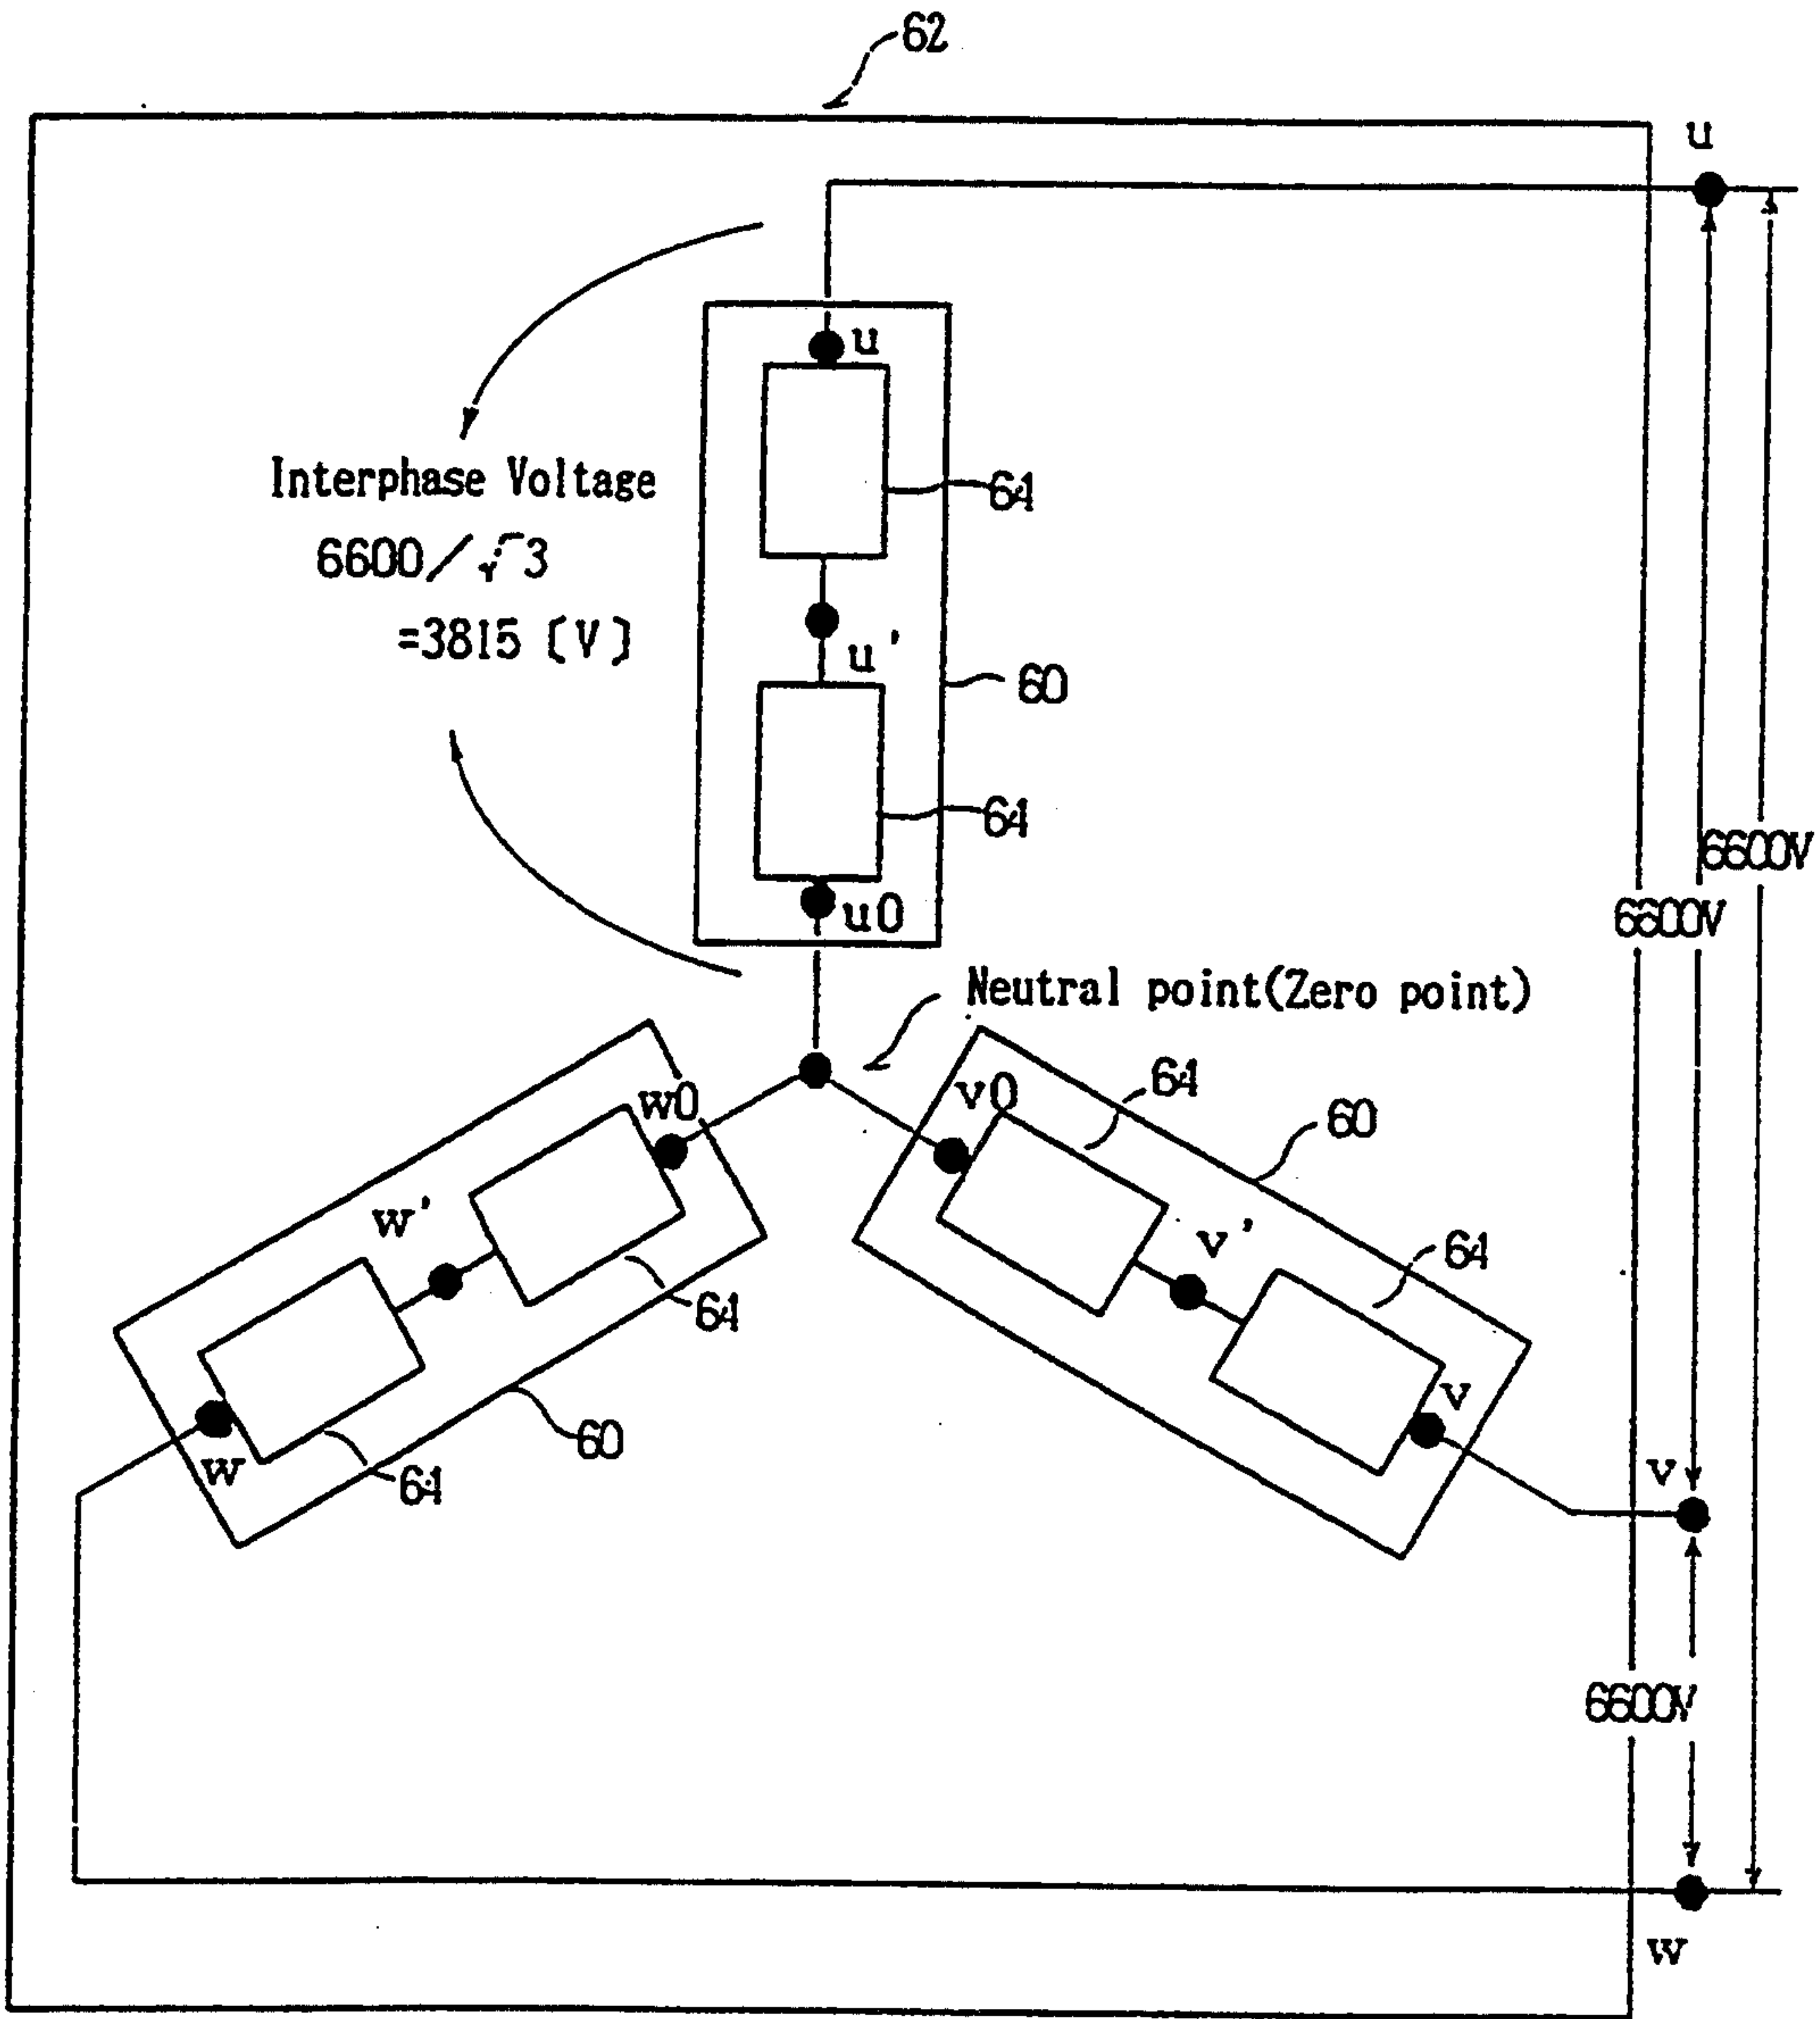 62
u
u
Interphase Voltage
64
6600/√3
=3815 [V]
u'
60
64
6600V
u0
6600V
Neutral point(Zero point)
64
v0
w0
60
w'
v'
64
64
v
60
w
64
v
6600V
w